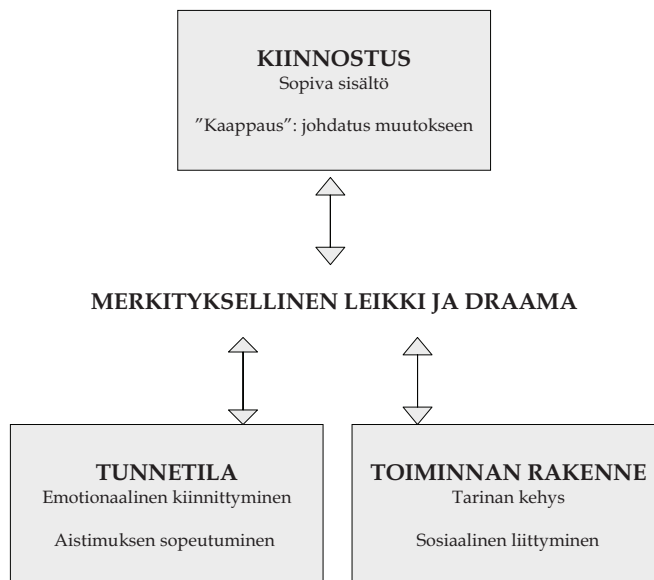 KIINNOSTUS
Sopiva sisältö
”Kaappaus”: johdatus muutokseen
MERKITYKSELLINEN LEIKKI JA DRAAMA
TUNNETILA
Emotionaalinen kiinnittyminen
Aistimuksen sopeutuminen
TOIMINNAN RAKENNE
Tarinan kehys
Sosiaalinen liittyminen